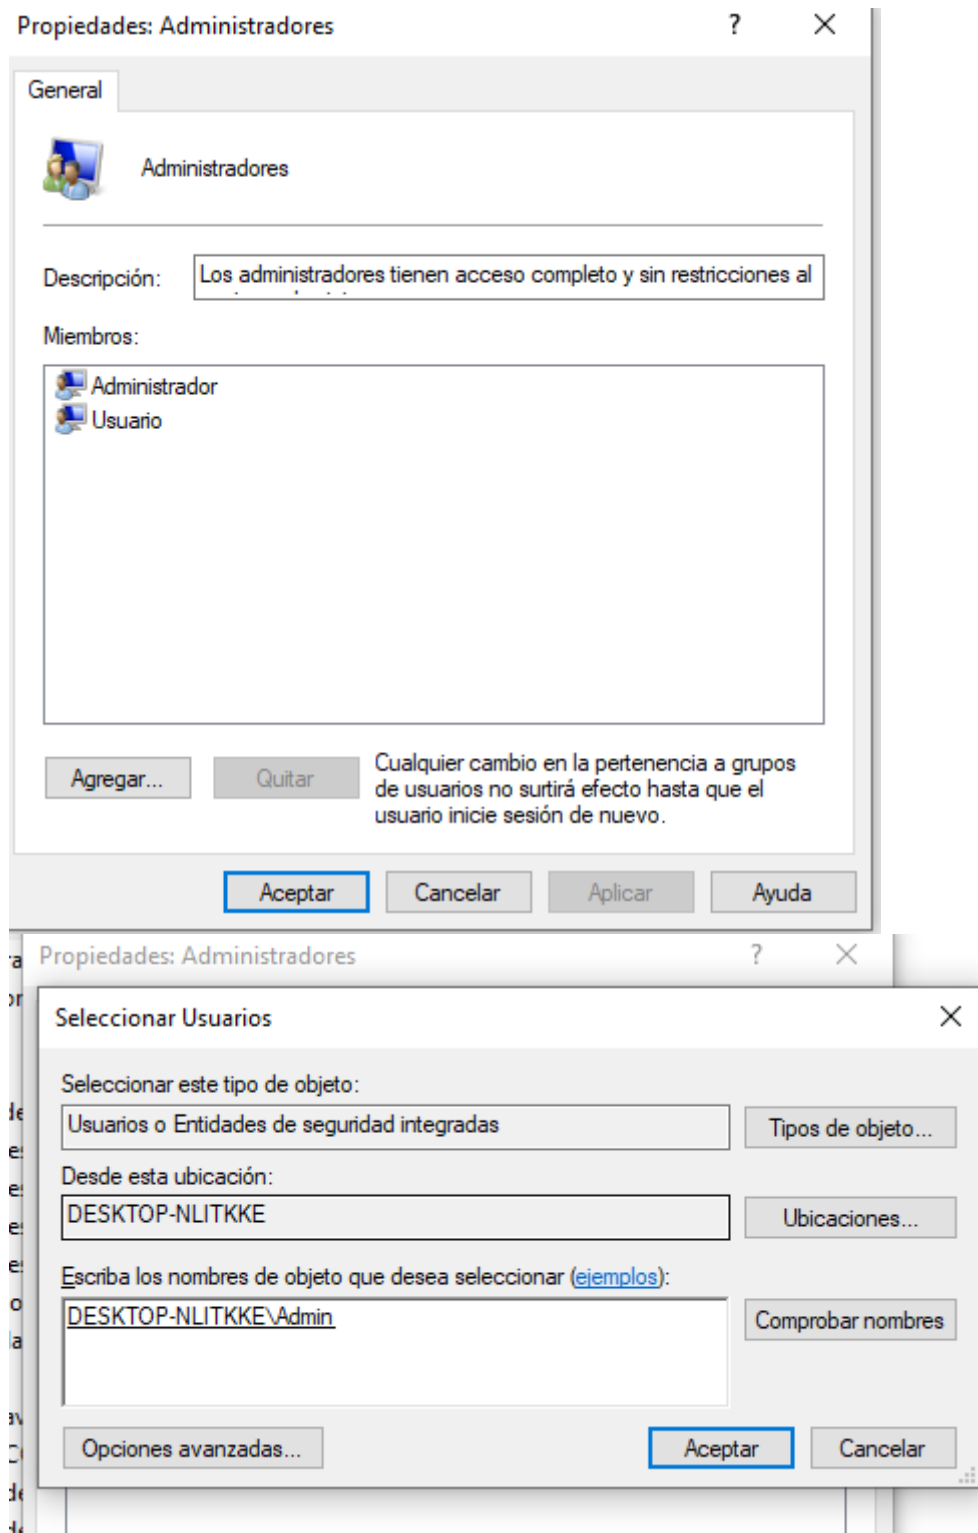 Propiedades: Administradores
?
General
Administradores
Descripción:
Los administradores tienen acceso completo y sin restricciones al
Miembros:
Administrador
Usuario
Agregar...
Quitar
Cualquier cambio en la pertenencia a grupos
de usuarios no surtirá efecto hasta que el
usuario inicie sesión de nuevo.
Aceptar
Cancelar
Aplicar
Ayuda
Propiedades: Administradores
?
Seleccionar Usuarios
Seleccionar este tipo de objeto:
Usuarios o Entidades de seguridad integradas
Tipos de objeto...
Desde esta ubicación:
DESKTOP-NLITKKE
Ubicaciones...
Escriba los nombres de objeto que desea seleccionar (ejemplos):
DESKTOP-NLITKKE\Admin
Comprobar nombres
Opciones avanzadas...
Aceptar
Cancelar